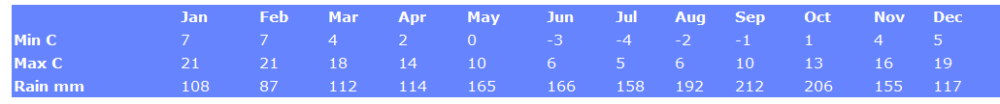 Jan Feb Mar Apr May Jun Jul Aug Sep Oct Nov Dec
Min C 7 7 4 2 0 -3 -4 -2 -1 1 4 5
Max C 21 21 18 14 10 6 5 6 10 13 16 19
Rain mm 108 87 112 114 165 166 158 192 212 206 155 117